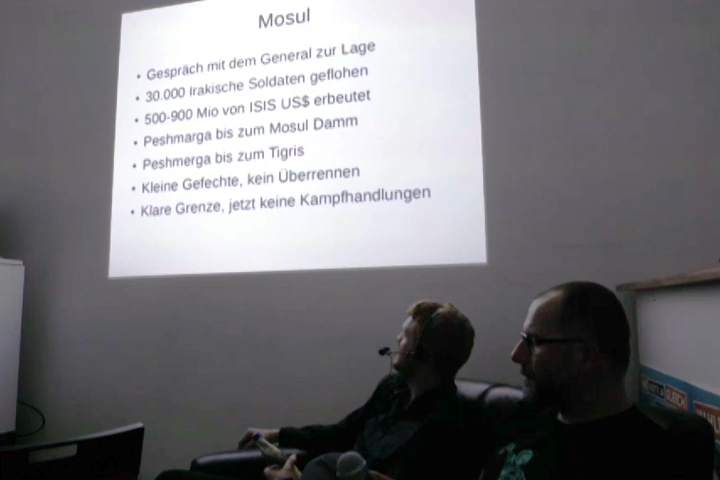 Mosul
• Gespräch mit dem General zur Lage
• 30.000 Irakische Soldaten geflohen
• 500-900 Mio von ISIS US$ erbeutet
• Peshmarga bis zum Mosul Damm
• Peshmerga bis zum Tigris
• Kleine Gefechte, kein Überrennen
• Klare Grenze, jetzt keine Kampfhandlungen